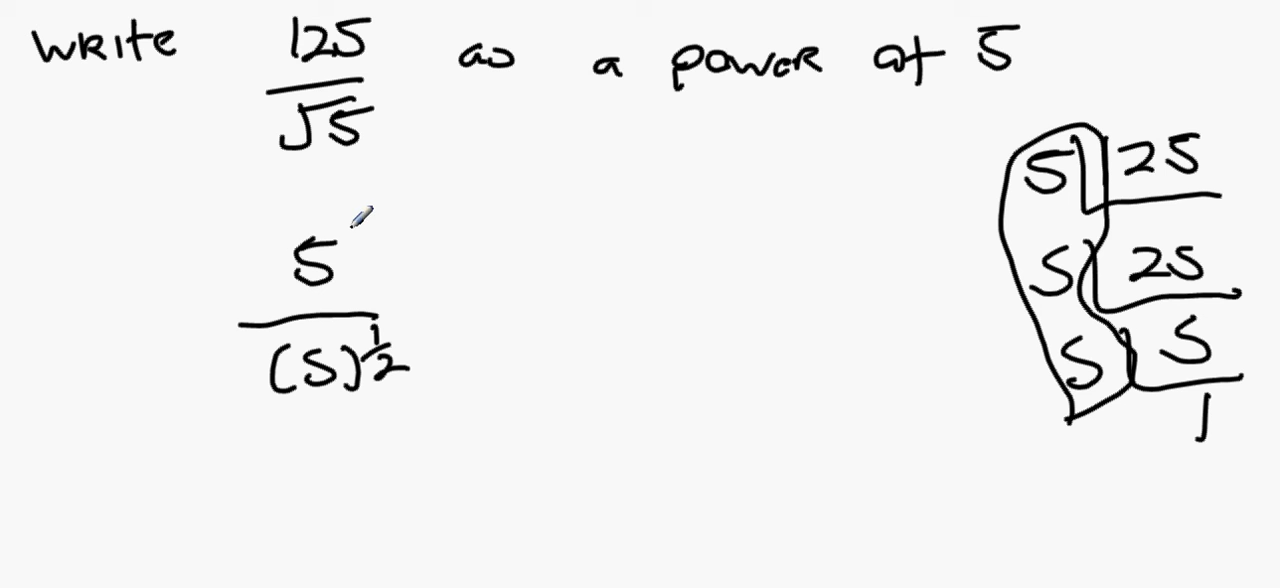 write 125/√5 as a power of 5
5 | 125
5 | 25
5 | 5
1
5/(5)^1/2